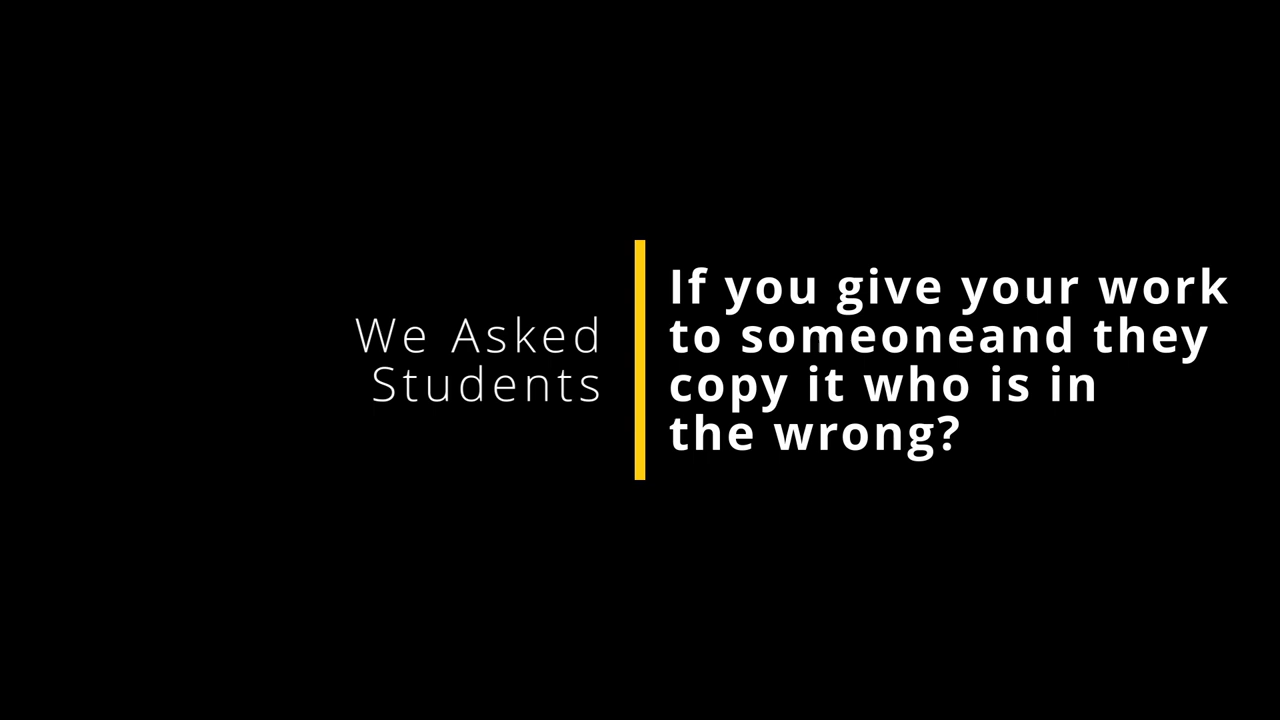 We Asked
Students
If you give your work
to someoneand they
copy it who is in
the wrong?